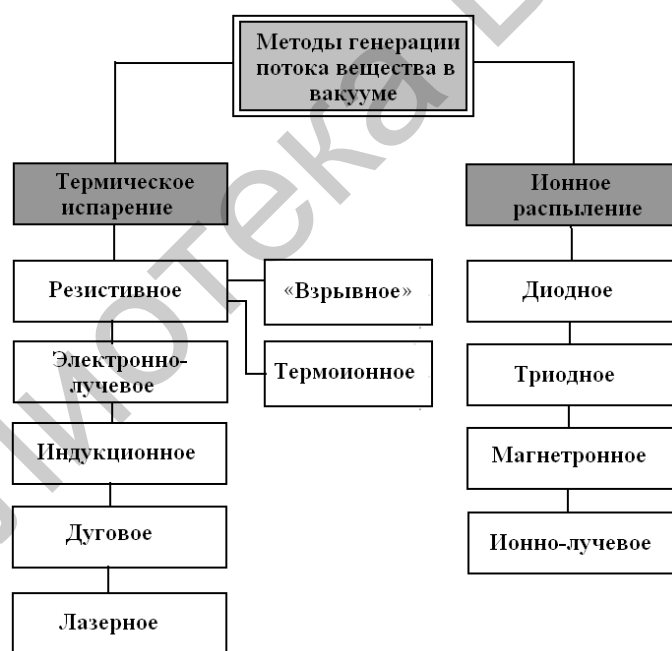 Методы генерации
потока вещества в
вакууме
Термическое
испарение
Ионное
распыление
Резистивное
«Взрывное»
Диодное
Электронно-
лучевое
Термоионное
Триодное
Индукционное
Магнетронное
Дуговое
Ионно-лучевое
Лазерное